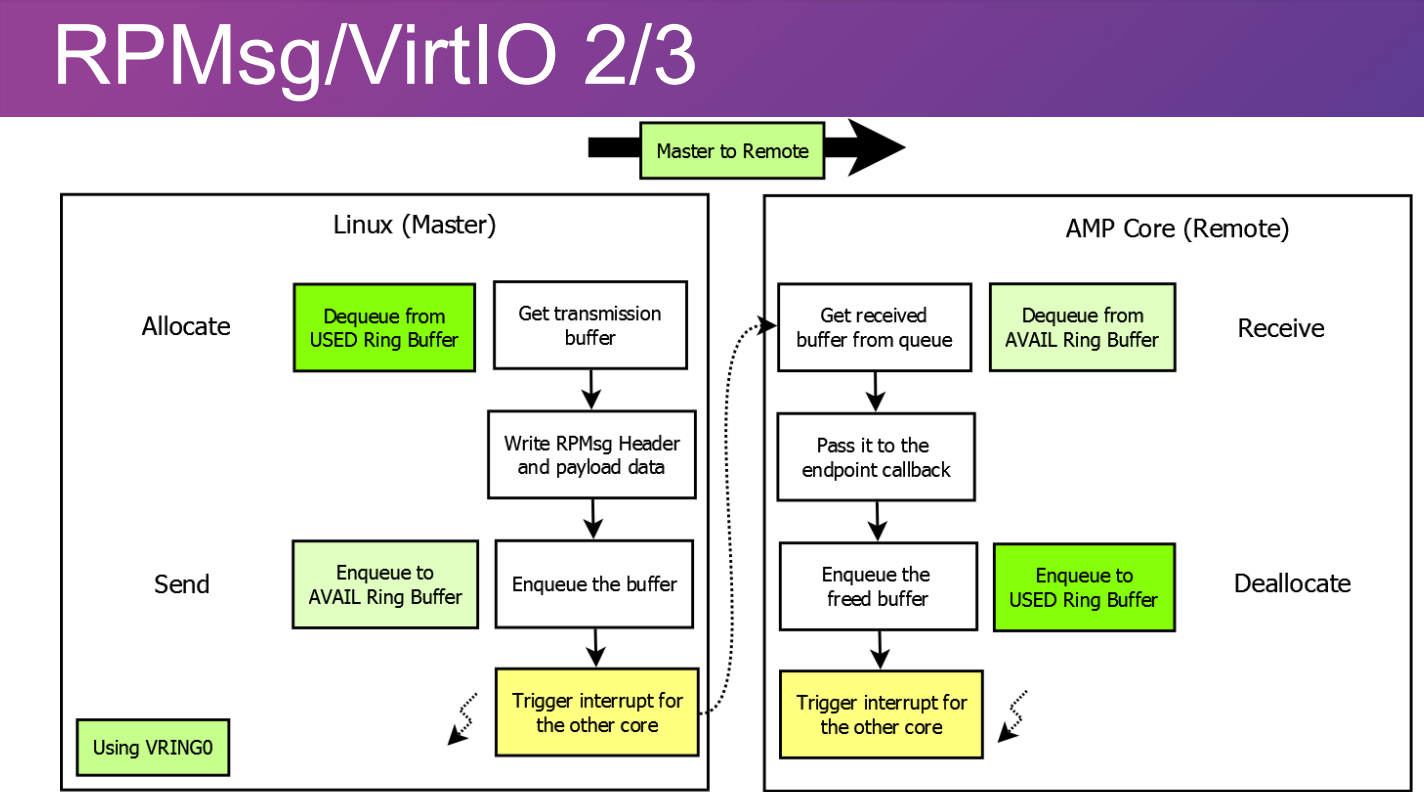 RPMsg/VirtIO 2/3
Master to Remote
Linux (Master)
Allocate
Dequeue from
USED Ring Buffer
Get transmission
buffer
Write RPMsg Header
and payload data
Send
Enqueue to
AVAIL Ring Buffer
Enqueue the buffer
Trigger interrupt for
the other core
Using VRING0
AMP Core (Remote)
Get received
buffer from queue
Dequeue from
AVAIL Ring Buffer
Receive
Pass it to the
endpoint callback
Enqueue the
freed buffer
Enqueue to
USED Ring Buffer
Deallocate
Trigger interrupt for
the other core